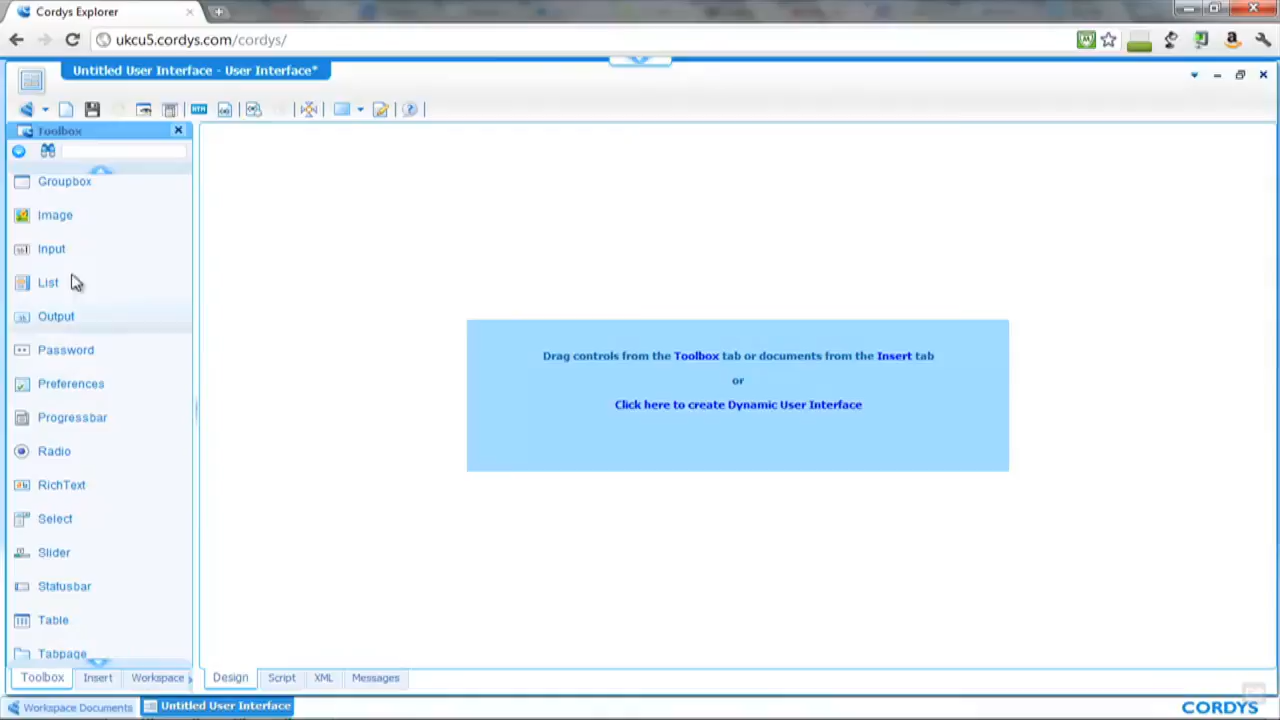 Cordys Explorer
ukcu5.cordys.com/cordys/
Untitled User Interface - User Interface*
HTM
Toolbox
Groupbox
Image
Input
List
Output
Password
Preferences
Progressbar
Radio
RichText
Select
Slider
Statusbar
Table
Tabpage
Drag controls from the Toolbox tab or documents from the Insert tab
or
Click here to create Dynamic User Interface
Toolbox Insert Workspace
Design Script XML Messages
Workspace Documents Untitled User Interface
CORDYS